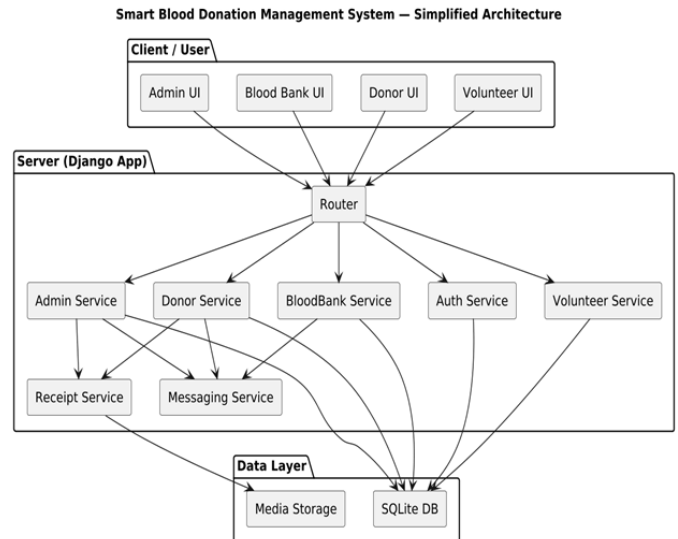 Smart Blood Donation Management System — Simplified Architecture
Client / User
Admin UI
Blood Bank UI
Donor UI
Volunteer UI
Server (Django App)
Router
Admin Service
Donor Service
BloodBank Service
Auth Service
Volunteer Service
Receipt Service
Messaging Service
Data Layer
Media Storage
SQLite DB